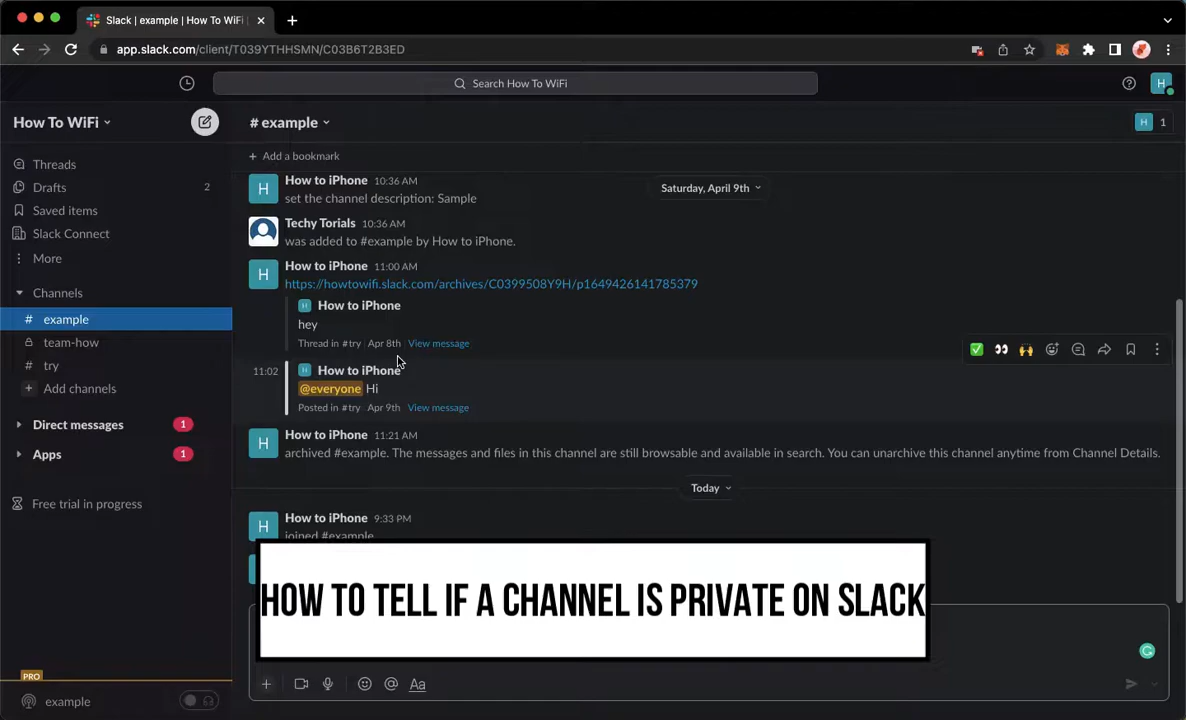 Slack | example | How To WiFi
app.slack.com/client/T039YTHHSMN/C03B6T2B3ED
Search How To WiFi
H
How To WiFi
# example
H 1
Add a bookmark
Threads
Drafts 2
Saved items
Slack Connect
More
Channels
# example
team-how
# try
+ Add channels
Direct messages 1
Apps 1
Free trial in progress
PRO
example
Saturday, April 9th
H How to iPhone 10:36 AM
set the channel description: Sample
Techy Torials 10:36 AM
was added to #example by How to iPhone.
H How to iPhone 11:00 AM
https://howtowifi.slack.com/archives/C0399508Y9H/p1649426141785379
H How to iPhone
hey
Thread in #try Apr 8th View message
11:02 H How to iPhone
@everyone Hi
Posted in #try Apr 9th View message
H How to iPhone 11:21 AM
archived #example. The messages and files in this channel are still browsable and available in search. You can unarchive this channel anytime from Channel Details.
Today
H How to iPhone 9:33 PM
joined #example
HOW TO TELL IF A CHANNEL IS PRIVATE ON SLACK
Aa